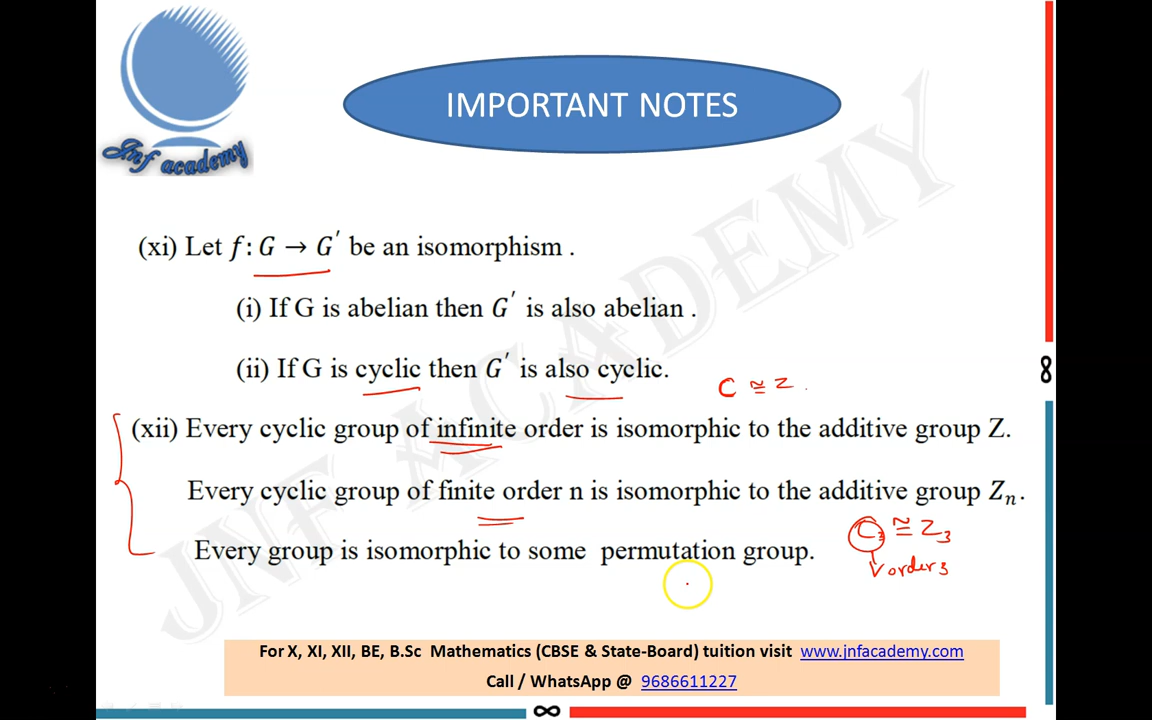 Jnf academy
IMPORTANT NOTES
JNF ACADEMY
(xi) Let f: G → G′ be an isomorphism .
(i) If G is abelian then G′ is also abelian .
(ii) If G is cyclic then G′ is also cyclic.
C ≅ Z .
8
(xii) Every cyclic group of infinite order is isomorphic to the additive group Z.
Every cyclic group of finite order n is isomorphic to the additive group Zₙ.
C₃ ≅ Z₃
Every group is isomorphic to some permutation group.
order 3
For X, XI, XII, BE, B.Sc Mathematics (CBSE & State-Board) tuition visit www.jnfacademy.com
Call / WhatsApp @ 9686611227
∞